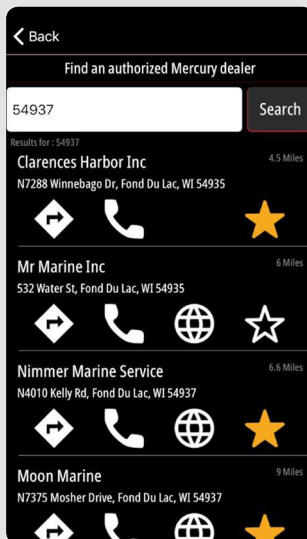 Back
Find an authorized Mercury dealer
54937
Search
Results for : 54937
Clarences Harbor Inc
4.5 Miles
N7288 Winnebago Dr, Fond Du Lac, WI 54935
Mr Marine Inc
6 Miles
532 Water St, Fond Du Lac, WI 54935
Nimmer Marine Service
6.6 Miles
N4010 Kelly Rd, Fond Du Lac, WI 54937
Moon Marine
9 Miles
N7375 Mosher Drive, Fond Du Lac, WI 54937